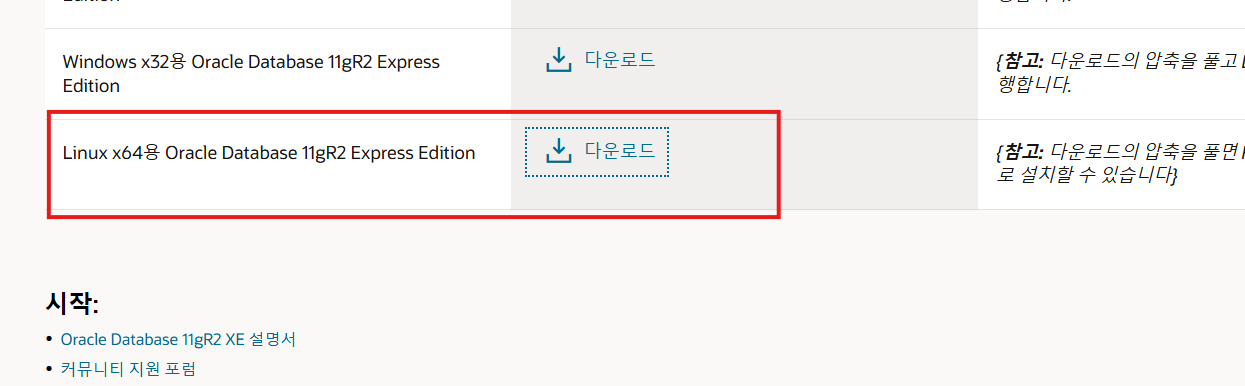 Edition
Windows x32용 Oracle Database 11gR2 Express
Edition
다운로드
{참고: 다운로드의 압축을 풀고
행합니다.
Linux x64용 Oracle Database 11gR2 Express Edition
다운로드
{참고: 다운로드의 압축을 풀면
로 설치할 수 있습니다}
시작:
• Oracle Database 11gR2 XE 설명서
• 커뮤니티 지원 포럼